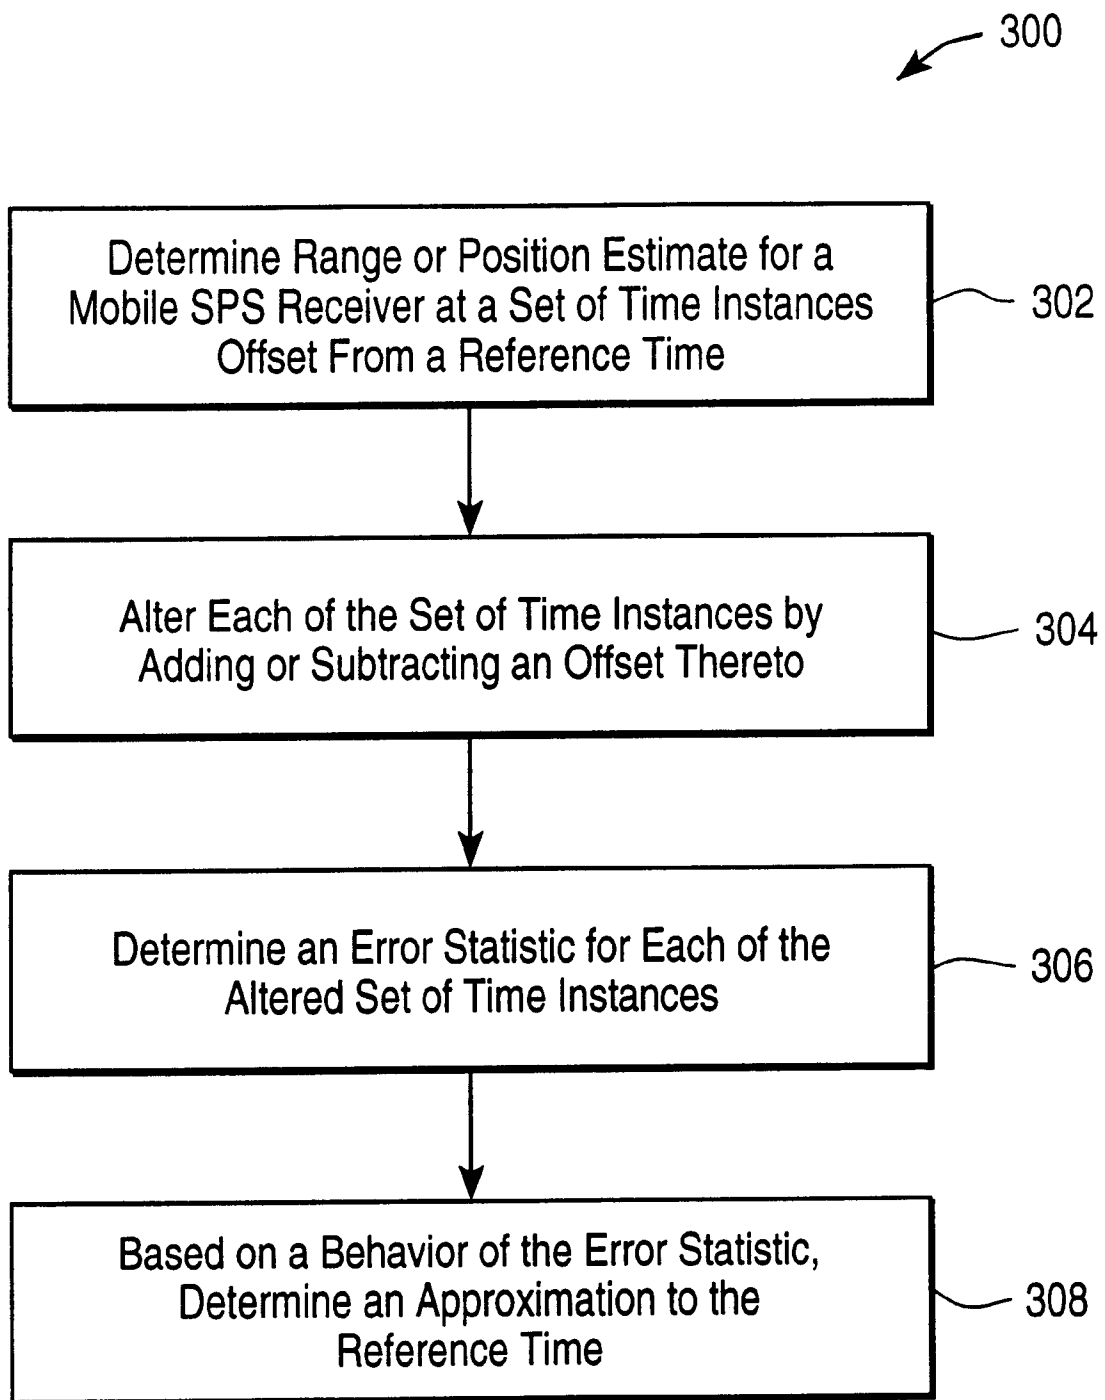 300
Determine Range or Position Estimate for a
Mobile SPS Receiver at a Set of Time Instances
Offset From a Reference Time
302
Alter Each of the Set of Time Instances by
Adding or Subtracting an Offset Thereto
304
Determine an Error Statistic for Each of the
Altered Set of Time Instances
306
Based on a Behavior of the Error Statistic,
Determine an Approximation to the
Reference Time
308